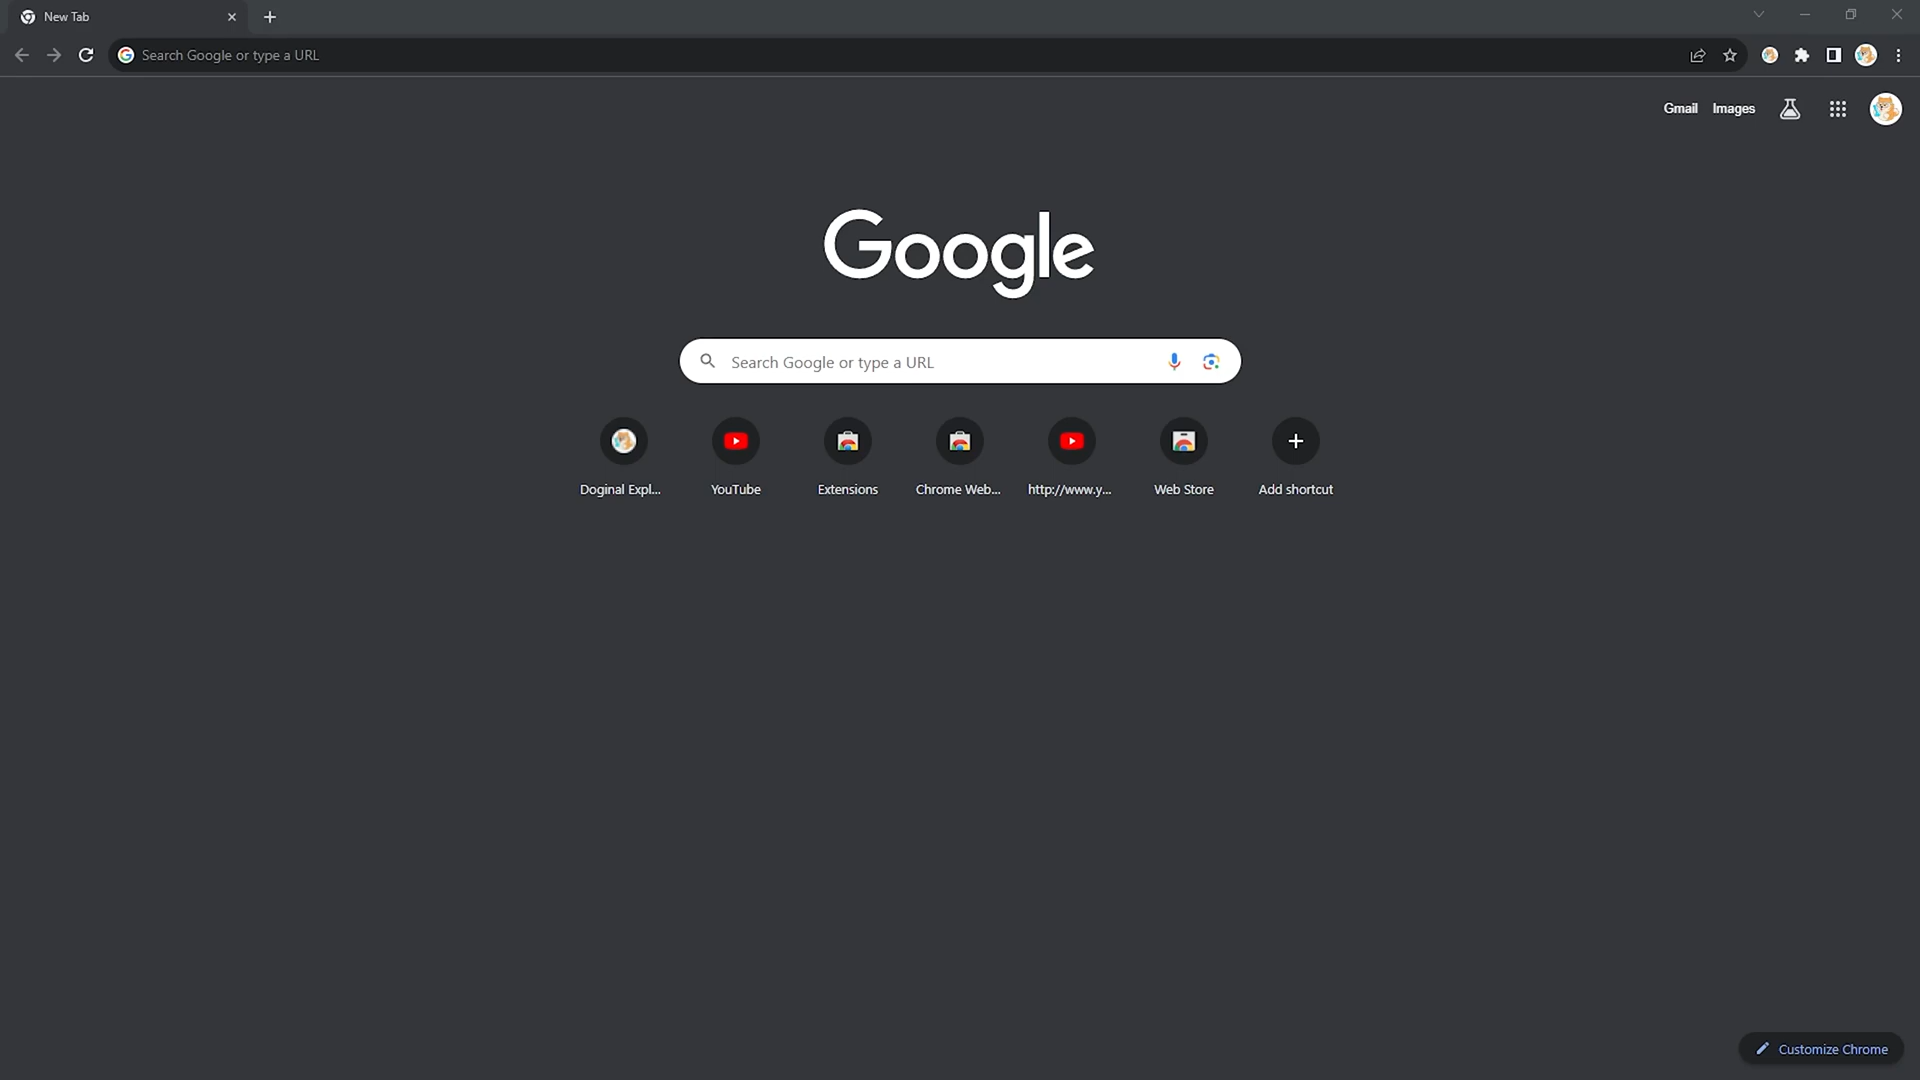 New Tab
Search Google or type a URL
Gmail Images
Google
Search Google or type a URL
Doginal Expl... YouTube Extensions Chrome Web... http://www.y... Web Store Add shortcut
Customize Chrome